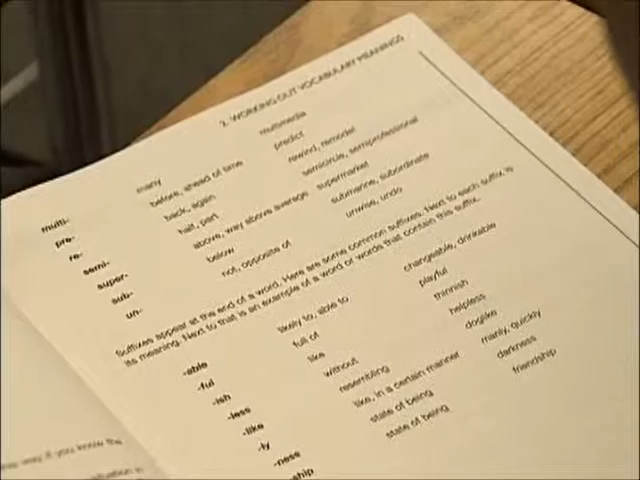 2. WORKING OUT VOCABULARY MEANINGS
multi- many multimedia
pre- before, ahead of time predict
re- back, again rewind, remodel
semi- half, part semicircle, semiprofessional
super- above, way above average supermarket
sub- below submarine, subordinate
un- not, opposite of unwise, undo
Suffixes appear at the end of a word. Here are some common suffixes. Next to each suffix is
its meaning. Next to that is an example of a word or words that contain this suffix.
-able likely to, able to changeable, drinkable
-ful full of playful
-ish like thinnish
-less without helpless
-like resembling doglike
-ly like, in a certain manner manly, quickly
-ness state of being darkness
-ship state of being friendship